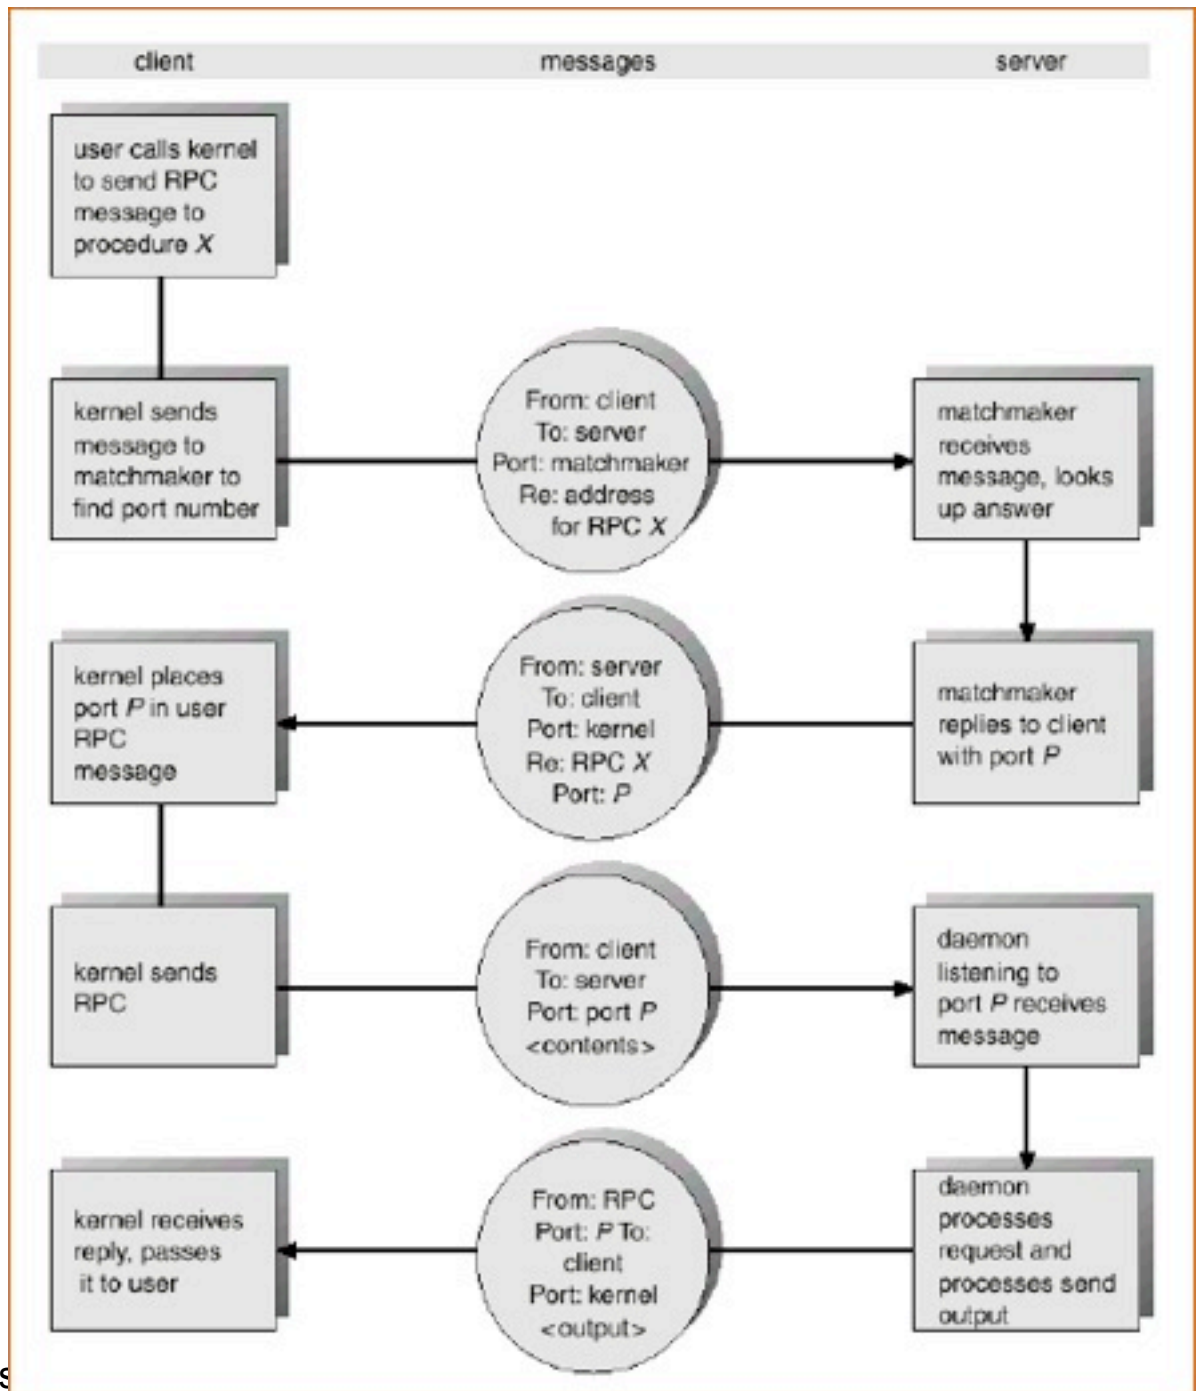 client
messages
server
user calls kernel
to send RPC
message to
procedure X
kernel sends
message to
matchmaker to
find port number
From: client
To: server
Port: matchmaker
Re: address
for RPC X
matchmaker
receives
message, looks
up answer
kernel places
port P in user
RPC
message
From: server
To: client
Port: kernel
Re: RPC X
Port: P
matchmaker
replies to client
with port P
kernel sends
RPC
From: client
To: server
Port: port P
<contents>
daemon
listening to
port P receives
message
kernel receives
reply, passes
it to user
From: RPC
Port: P To:
client
Port: kernel
<output>
daemon
processes
request and
processes send
output